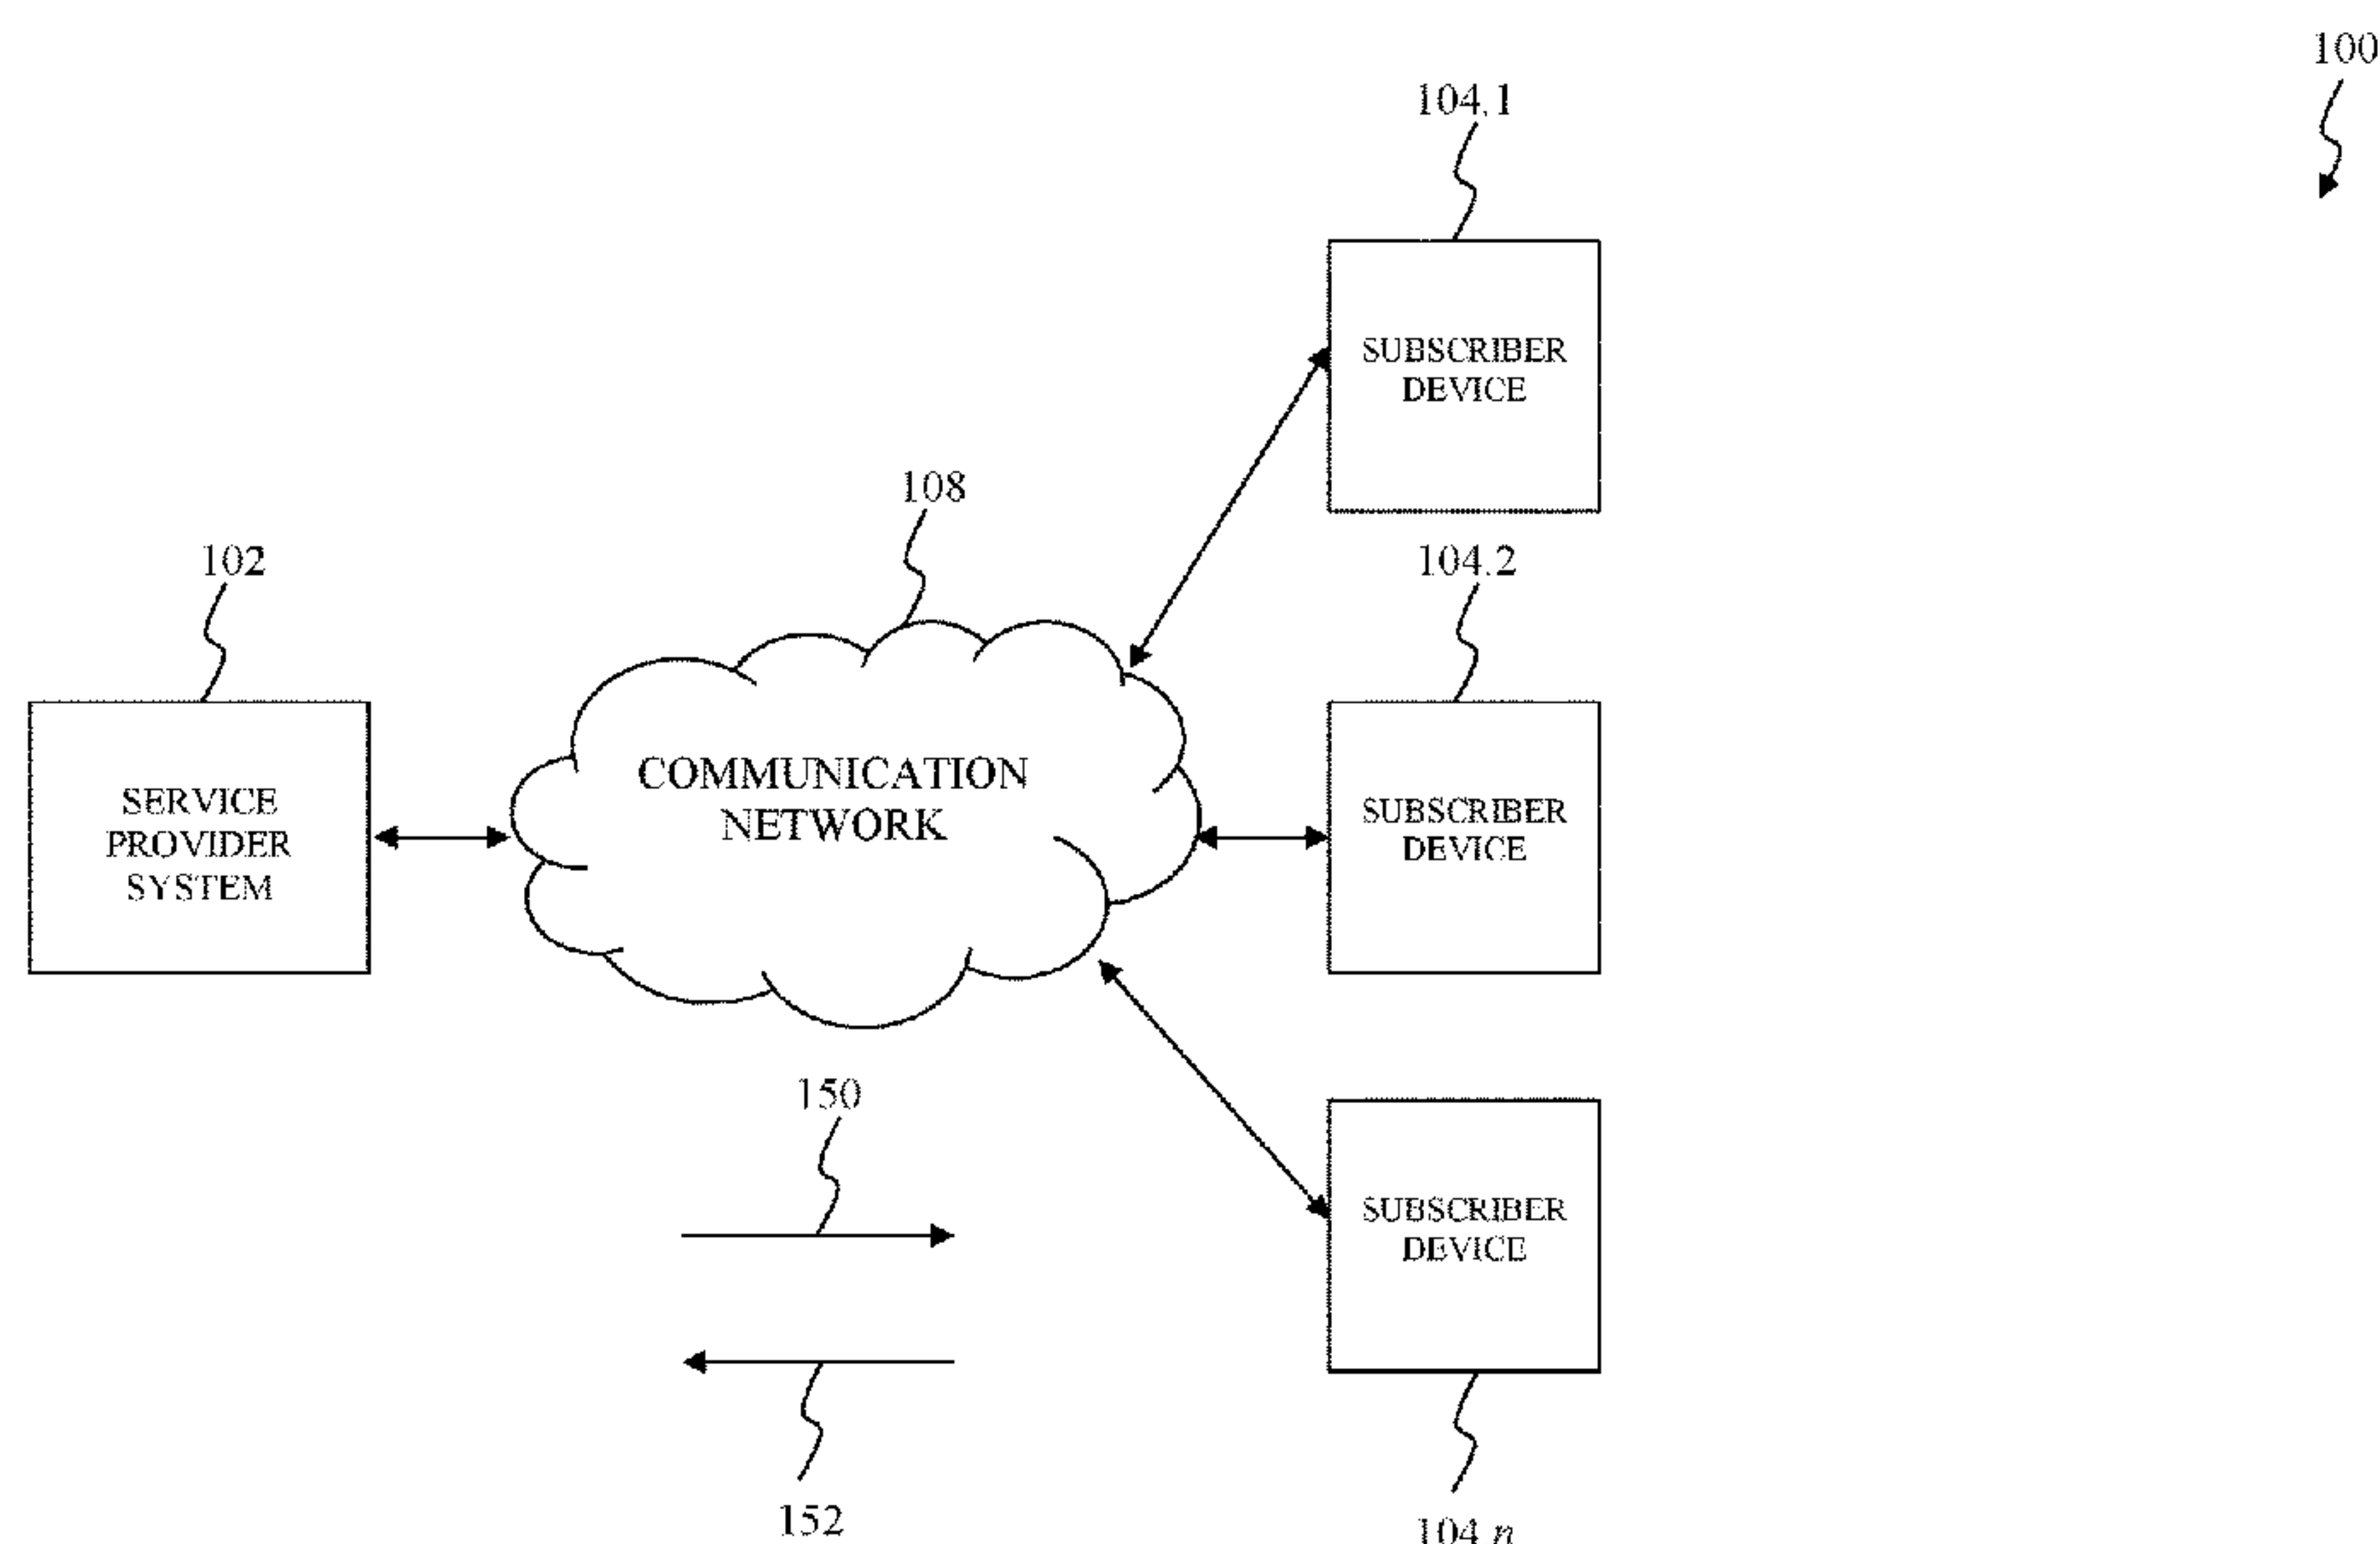 100
104.1
SUBSCRIBER
DEVICE
108
102
104.2
COMMUNICATION
NETWORK
SERVICE
PROVIDER
SYSTEM
SUBSCRIBER
DEVICE
150
SUBSCRIBER
DEVICE
152
104.n